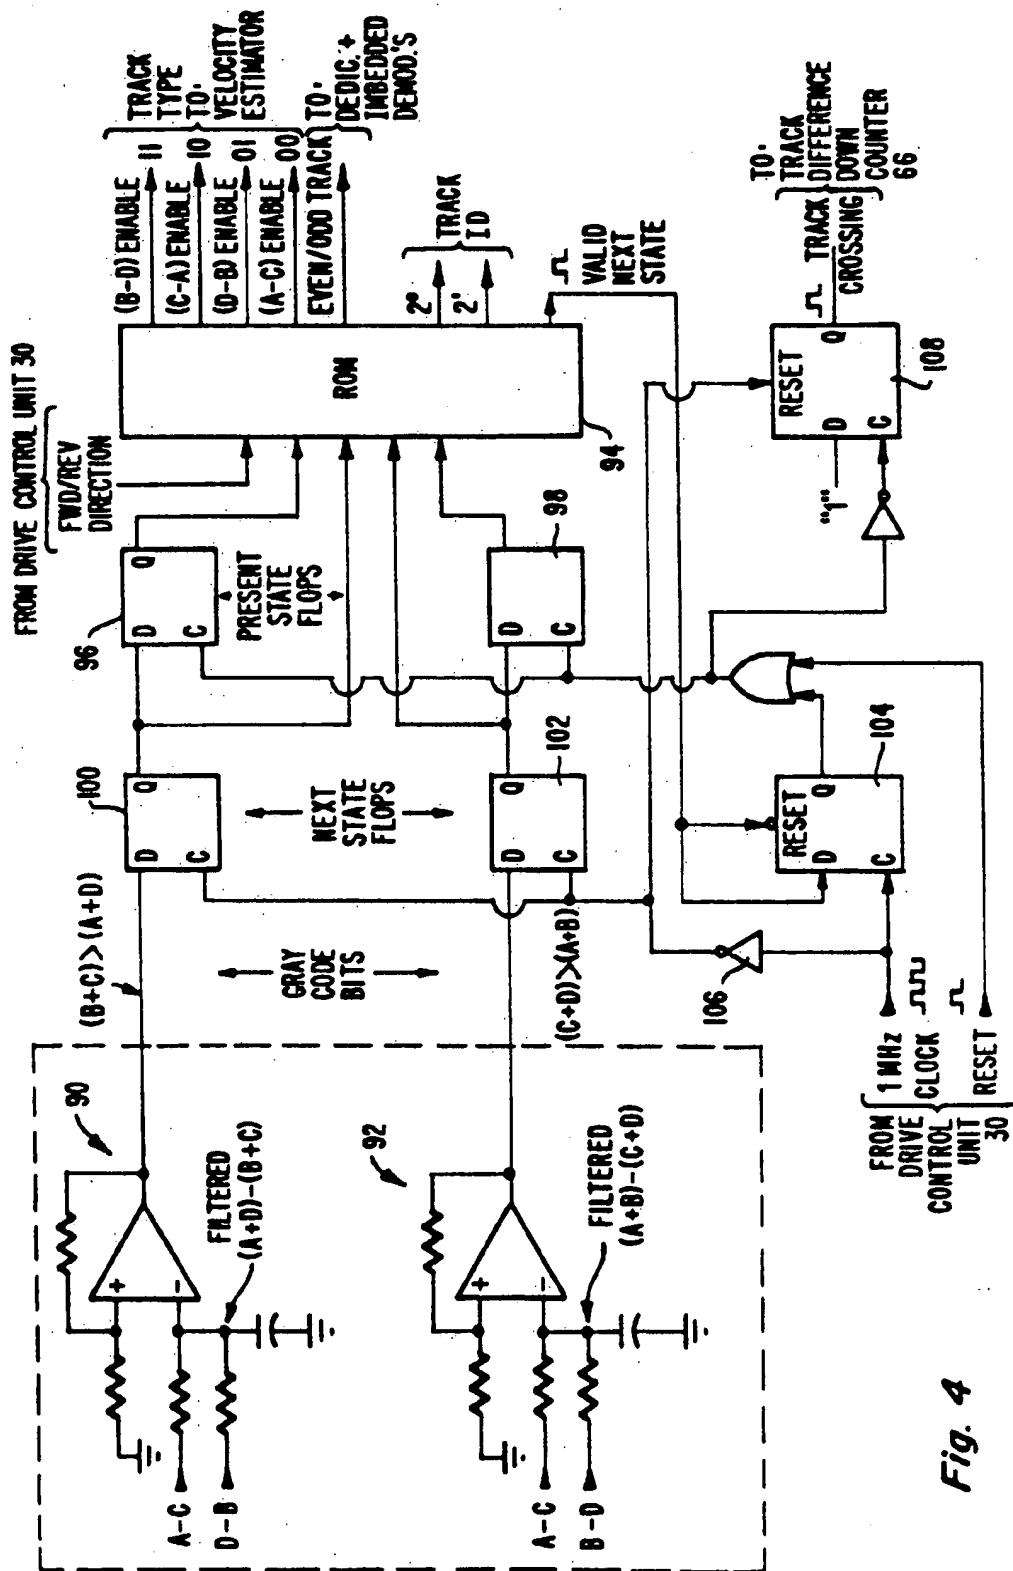 FROM DRIVE CONTROL UNIT 30
FWD/REV
DIRECTION
(B-D) ENABLE 11
(C-A) ENABLE 10
(D-B) ENABLE 01
(A-C) ENABLE 00
TRACK
TYPE
TO:
VELOCITY
ESTIMATOR
EVEN/ODD TRACK
TO:
DEDIC. +
IMBEDDED
DEMOD.'S
ROM
94
2⁰
2'
TRACK
ID
VALID
NEXT
STATE
96
D
Q
C
PRESENT
STATE
FLOPS
98
D
C
100
D
Q
C
NEXT
STATE
FLOPS
102
D
Q
C
(B+C)>(A+D)
GRAY
CODE
BITS
(C+D)>(A+B)
90
+
-
FILTERED
(A+D)-(B+C)
A-C
D-B
92
+
-
FILTERED
(A+B)-(C+D)
A-C
B-D
104
RESET
D
Q
C
106
108
RESET
"1"
D
Q
C
TRACK
CROSSING
TO:
TRACK
DIFFERENCE
DOWN
COUNTER
66
FROM
DRIVE
CONTROL
UNIT
30
1 MHz
CLOCK
RESET
Fig. 4